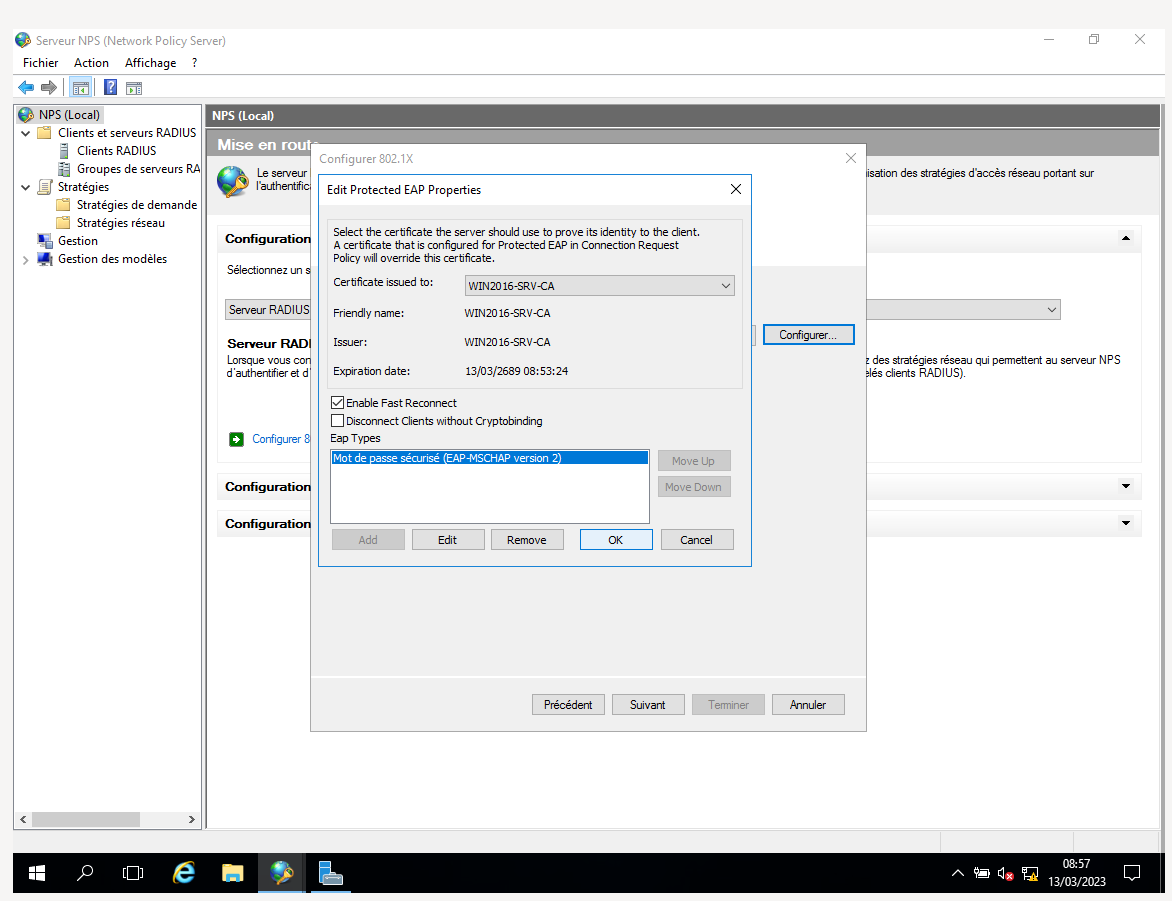 Serveur NPS (Network Policy Server)
Fichier Action Affichage ?
NPS (Local)
Clients et serveurs RADIUS
Clients RADIUS
Groupes de serveurs RA
Stratégies
Stratégies de demande
Stratégies réseau
Gestion
Gestion des modèles
NPS (Local)
Mise en route
Le serveur
l'authentifica
isation des stratégies d'accès réseau portant sur
Configuration
Sélectionnez un s
Serveur RADIUS
Serveur RADI
Lorsque vous con
d'authentifier et d'
z des stratégies réseau qui permettent au serveur NPS
elés clients RADIUS).
Configurer 8
Configuration
Configuration
Configurer 802.1X
Configurer...
Edit Protected EAP Properties
Select the certificate the server should use to prove its identity to the client.
A certificate that is configured for Protected EAP in Connection Request
Policy will override this certificate.
Certificate issued to: WIN2016-SRV-CA
Friendly name: WIN2016-SRV-CA
Issuer: WIN2016-SRV-CA
Expiration date: 13/03/2689 08:53:24
Enable Fast Reconnect
Disconnect Clients without Cryptobinding
Eap Types
Mot de passe sécurisé (EAP-MSCHAP version 2)
Move Up
Move Down
Add Edit Remove OK Cancel
Précédent Suivant Terminer Annuler
08:57
13/03/2023